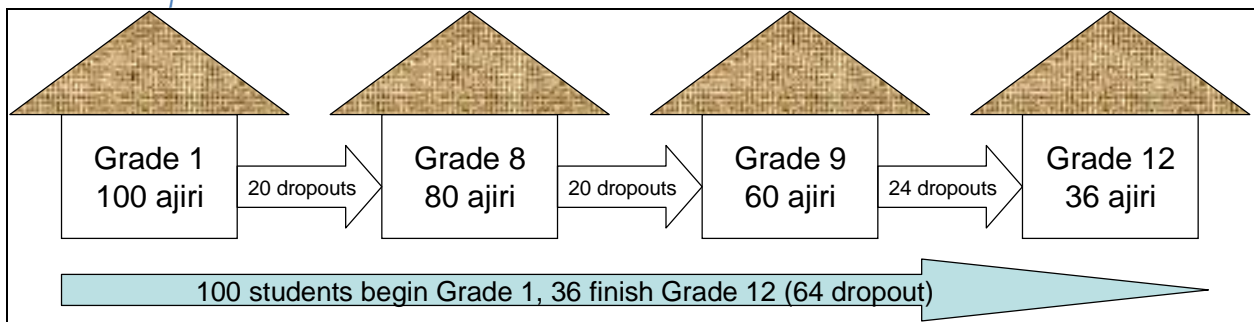 Grade 1
100 ajiri
20 dropouts
Grade 8
80 ajiri
20 dropouts
Grade 9
60 ajiri
24 dropouts
Grade 12
36 ajiri
100 students begin Grade 1, 36 finish Grade 12 (64 dropout)